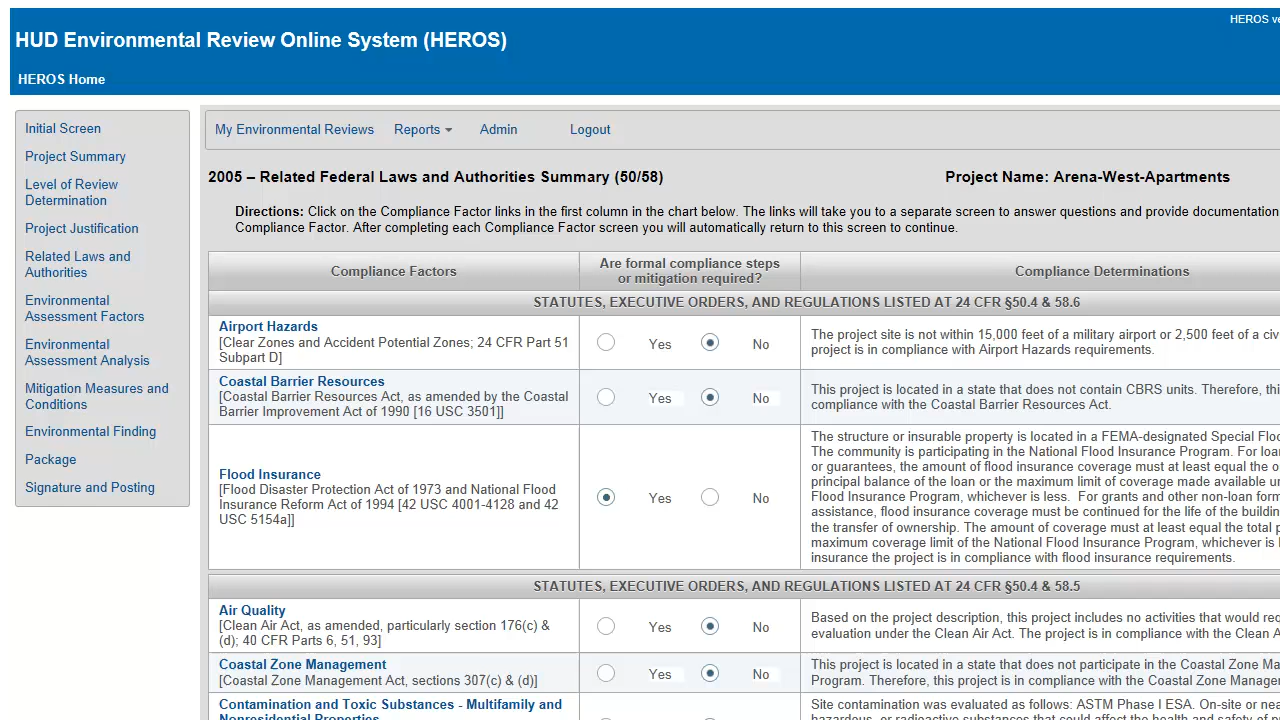 HEROS
HUD Environmental Review Online System (HEROS)
HEROS Home
Initial Screen
Project Summary
Level of Review
Determination
Project Justification
Related Laws and
Authorities
Environmental
Assessment Factors
Environmental
Assessment Analysis
Mitigation Measures and
Conditions
Environmental Finding
Package
Signature and Posting
My Environmental Reviews Reports Admin Logout
2005 – Related Federal Laws and Authorities Summary (50/58) Project Name: Arena-West-Apartments
Directions: Click on the Compliance Factor links in the first column in the chart below. The links will take you to a separate screen to answer questions and provide documentation
Compliance Factor. After completing each Compliance Factor screen you will automatically return to this screen to continue.
Compliance Factors
Are formal compliance steps
or mitigation required?
Compliance Determinations
STATUTES, EXECUTIVE ORDERS, AND REGULATIONS LISTED AT 24 CFR §50.4 & 58.6
Airport Hazards
[Clear Zones and Accident Potential Zones; 24 CFR Part 51
Subpart D]
Yes No
The project site is not within 15,000 feet of a military airport or 2,500 feet of a
project is in compliance with Airport Hazards requirements.
Coastal Barrier Resources
[Coastal Barrier Resources Act, as amended by the Coastal
Barrier Improvement Act of 1990 [16 USC 3501]]
Yes No
This project is located in a state that does not contain CBRS units. Therefore,
compliance with the Coastal Barrier Resources Act.
Flood Insurance
[Flood Disaster Protection Act of 1973 and National Flood
Insurance Reform Act of 1994 [42 USC 4001-4128 and 42
USC 5154a]]
Yes No
The structure or insurable property is located in a FEMA-designated Special
The community is participating in the National Flood Insurance Program. For
or guarantees, the amount of flood insurance coverage must at least equal the
principal balance of the loan or the maximum limit of coverage made available
Flood Insurance Program, whichever is less. For grants and other non-loan
assistance, flood insurance coverage must be continued for the life of the
the transfer of ownership. The amount of coverage must at least equal the total
maximum coverage limit of the National Flood Insurance Program, whichever is
insurance the project is in compliance with flood insurance requirements.
STATUTES, EXECUTIVE ORDERS, AND REGULATIONS LISTED AT 24 CFR §50.4 & 58.5
Air Quality
[Clean Air Act, as amended, particularly section 176(c) &
(d); 40 CFR Parts 6, 51, 93]
Yes No
Based on the project description, this project includes no activities that would
evaluation under the Clean Air Act. The project is in compliance with the Clean
Coastal Zone Management
[Coastal Zone Management Act, sections 307(c) & (d)]
Yes No
This project is located in a state that does not participate in the Coastal Zone
Program. Therefore, this project is in compliance with the Coastal Zone
Contamination and Toxic Substances - Multifamily and
Nonresidential Properties
Site contamination was evaluated as follows: ASTM Phase I ESA. On-site or
hazardous, or radioactive substances that could affect the health and safety of